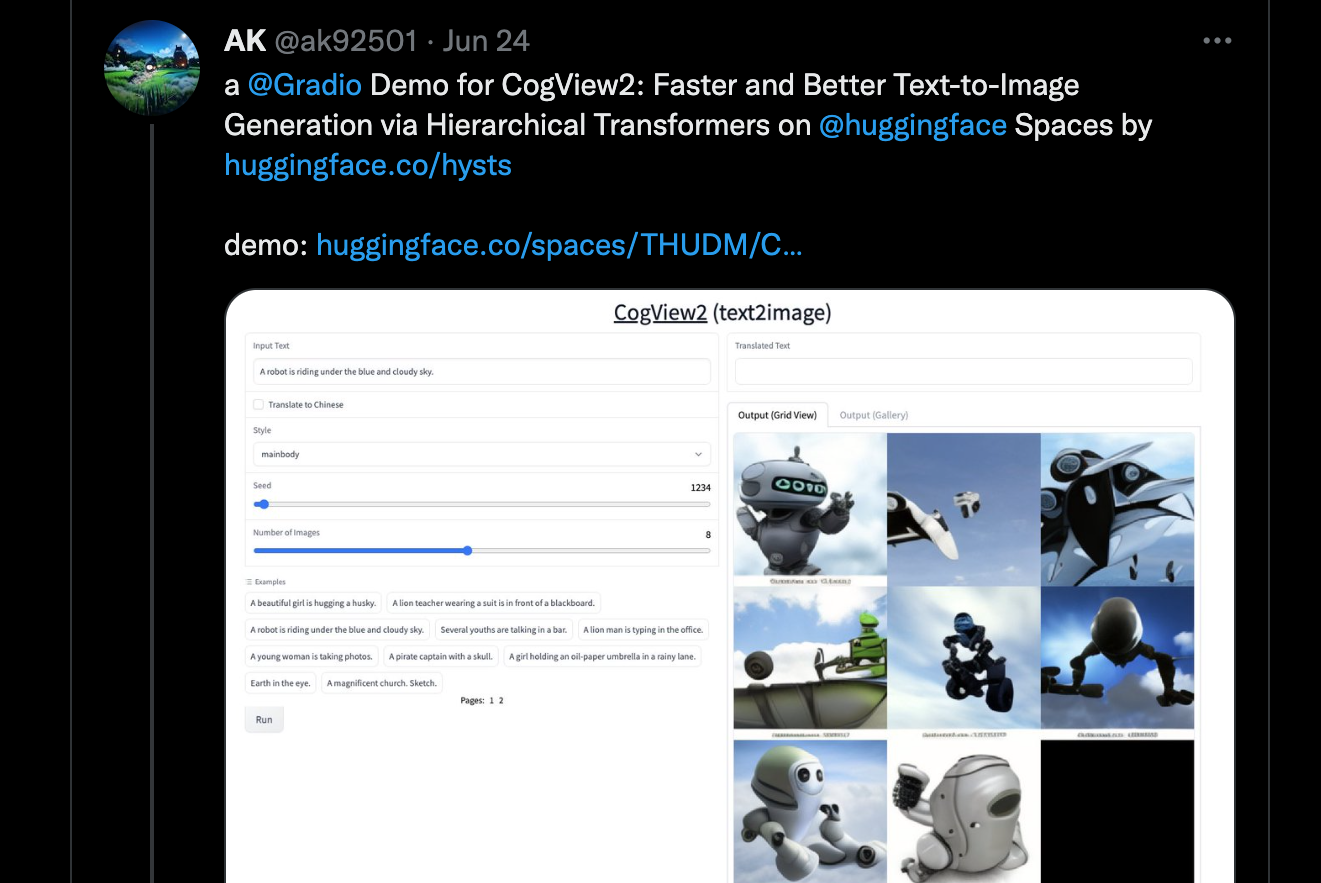 AK @ak92501 · Jun 24
a @Gradio Demo for CogView2: Faster and Better Text-to-Image
Generation via Hierarchical Transformers on @huggingface Spaces by
huggingface.co/hysts
demo: huggingface.co/spaces/THUDM/C…
CogView2 (text2image)
Input Text
A robot is riding under the blue and cloudy sky.
Translate to Chinese
Style
mainbody
Seed
1234
Number of Images
8
Examples
A beautiful girl is hugging a husky.
A lion teacher wearing a suit is in front of a blackboard.
A robot is riding under the blue and cloudy sky.
Several youths are talking in a bar.
A lion man is typing in the office.
A young woman is taking photos.
A pirate captain with a skull.
A girl holding an oil-paper umbrella in a rainy lane.
Earth in the eye.
A magnificent church. Sketch.
Pages: 1 2
Run
Translated Text
Output (Grid View)
Output (Gallery)